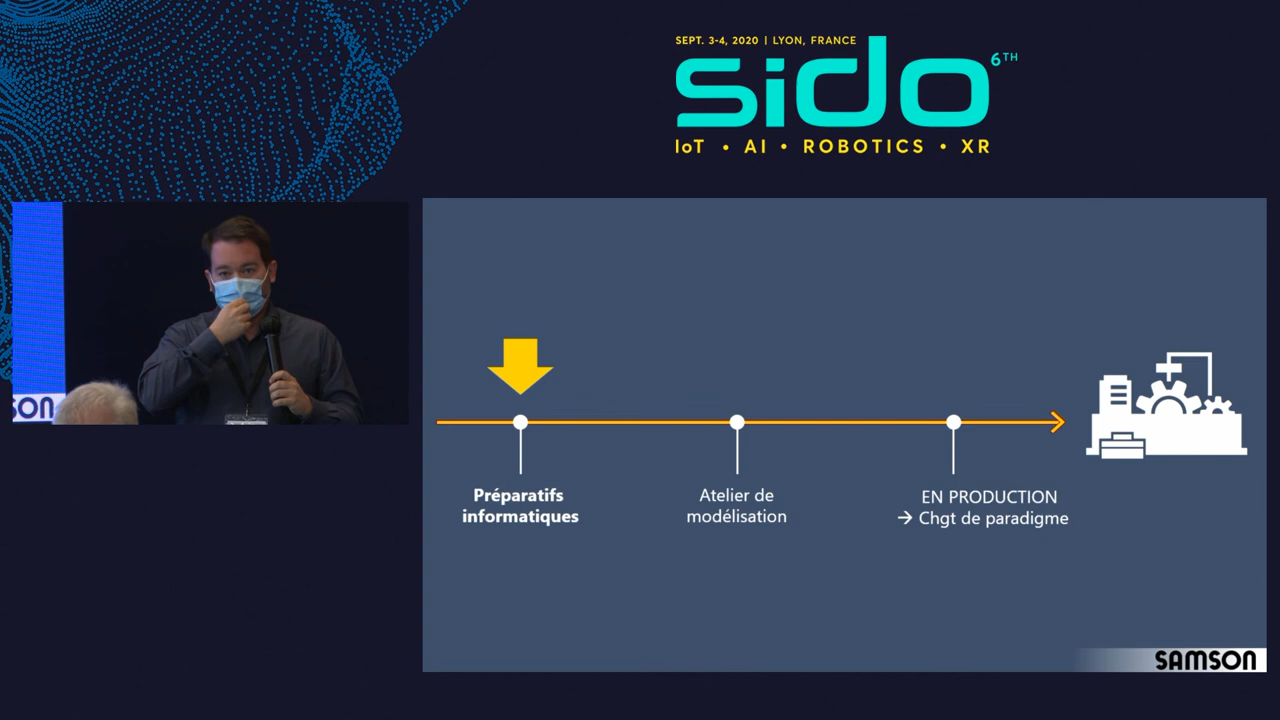 SEPT. 3-4, 2020 | LYON, FRANCE
sido 6TH
IoT • AI • ROBOTICS • XR
SON
Préparatifs
informatiques
Atelier de
modélisation
EN PRODUCTION
→ Chgt de paradigme
SAMSON